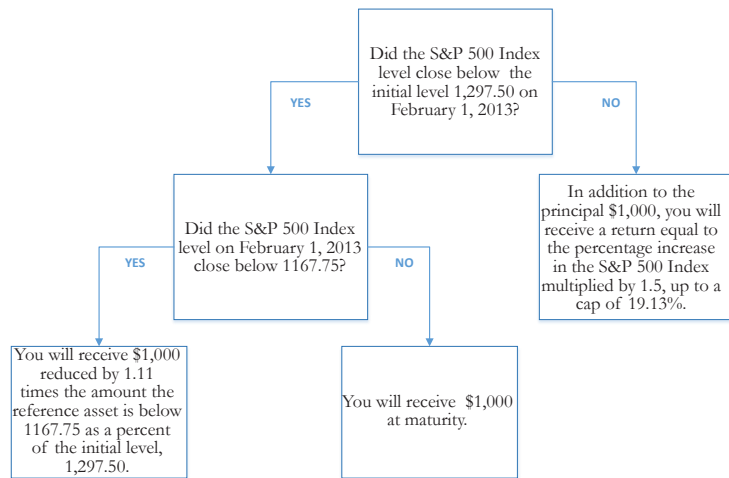 Did the S&P 500 Index
level close below the
initial level 1,297.50 on
February 1, 2013?
YES
NO
Did the S&P 500 Index
level on February 1, 2013
close below 1167.75?
In addition to the
principal $1,000, you will
receive a return equal to
the percentage increase
in the S&P 500 Index
multiplied by 1.5, up to a
cap of 19.13%.
YES
NO
You will receive $1,000
reduced by 1.11
times the amount the
reference asset is below
1167.75 as a percent
of the initial level,
1,297.50.
You will receive $1,000
at maturity.